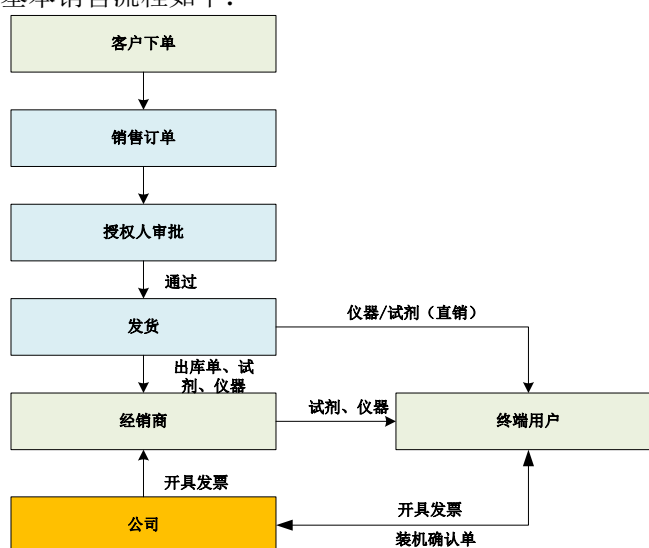 基本销售流程如下：
客户下单
销售订单
授权人审批
通过
发货
仪器/试剂（直销）
出库单、试
剂、仪器
经销商
试剂、仪器
终端用户
开具发票
公司
开具发票
装机确认单